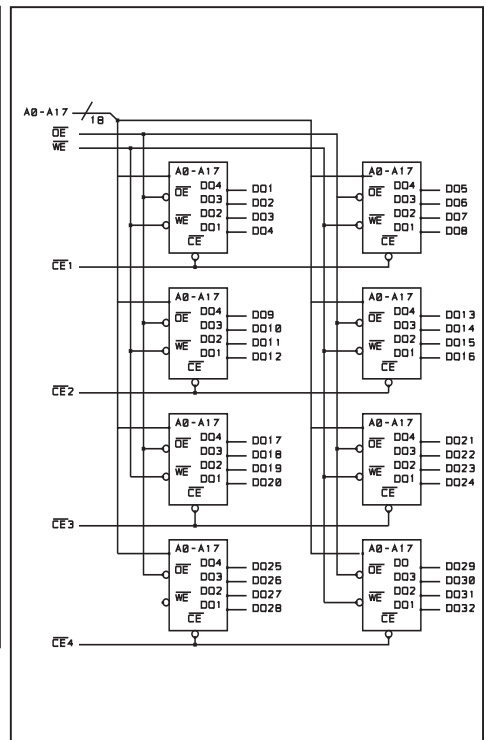 A0-A17
18
OE
WE
A0-A17
OE
WE
DO4
DO3
DO2
DO1
CE
DO1
DO2
DO3
DO4
A0-A17
OE
WE
DO4
DO3
DO2
DO1
CE
DO5
DO6
DO7
DO8
CE1
A0-A17
OE
WE
DO4
DO3
DO2
DO1
CE
DO9
DO10
DO11
DO12
A0-A17
OE
WE
DO4
DO3
DO2
DO1
CE
DO13
DO14
DO15
DO16
CE2
A0-A17
OE
WE
DO4
DO3
DO2
DO1
CE
DO17
DO18
DO19
DO20
A0-A17
OE
WE
DO4
DO3
DO2
DO1
CE
DO21
DO22
DO23
DO24
CE3
A0-A17
OE
WE
DO4
DO3
DO2
DO1
CE
DO25
DO26
DO27
DO28
A0-A17
OE
WE
DO
DO3
DO2
DO1
CE
DO29
DO30
DO31
DO32
CE4